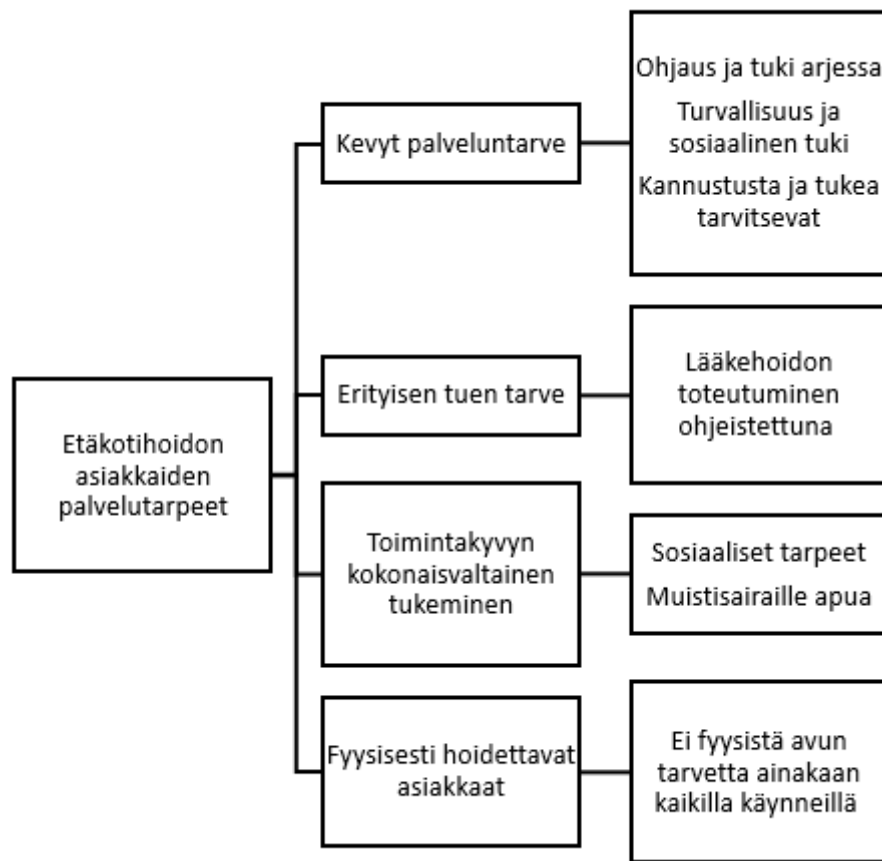 Etäkotihoidon
asiakkaiden
palvelutarpeet
Kevyt palveluntarve
Ohjaus ja tuki arjessa
Turvallisuus ja
sosiaalinen tuki
Kannustusta ja tukea
tarvitsevat
Erityisen tuen tarve
Lääkehoidon
toteutuminen
ohjeistettuna
Toimintakyvyn
kokonaisvaltainen
tukeminen
Sosiaaliset tarpeet
Muistisairaille apua
Fyysisesti hoidettavat
asiakkaat
Ei fyysistä avun
tarvetta ainakaan
kaikilla käynneillä